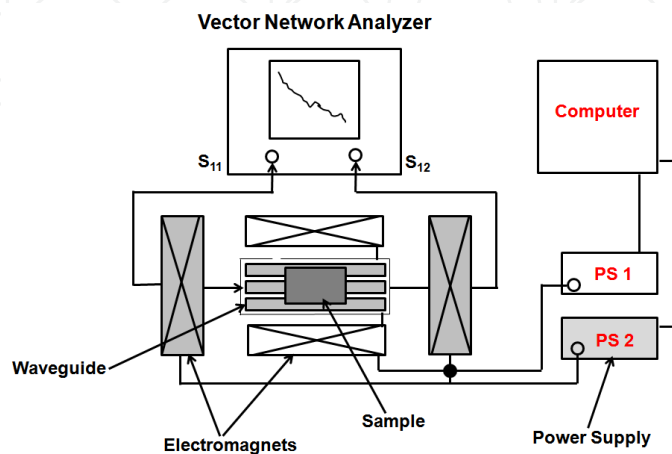 Vector Network Analyzer
Computer
S₁₁
S₁₂
PS 1
PS 2
Waveguide
Sample
Electromagnets
Power Supply